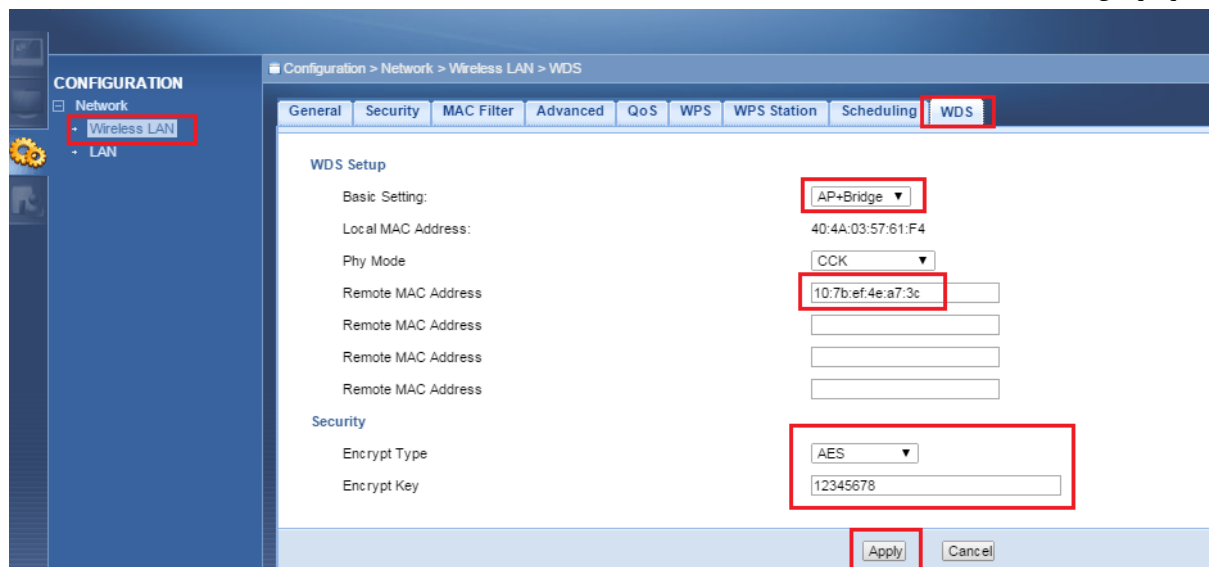 Configuration > Network > Wireless LAN > WDS
CONFIGURATION
Network
Wireless LAN
LAN
General Security MAC Filter Advanced QoS WPS WPS Station Scheduling WDS
WDS Setup
Basic Setting: AP+Bridge
Local MAC Address: 40:4A:03:57:61:F4
Phy Mode CCK
Remote MAC Address 10:7b:ef:4e:a7:3c
Remote MAC Address
Remote MAC Address
Remote MAC Address
Security
Encrypt Type AES
Encrypt Key 12345678
Apply Cancel